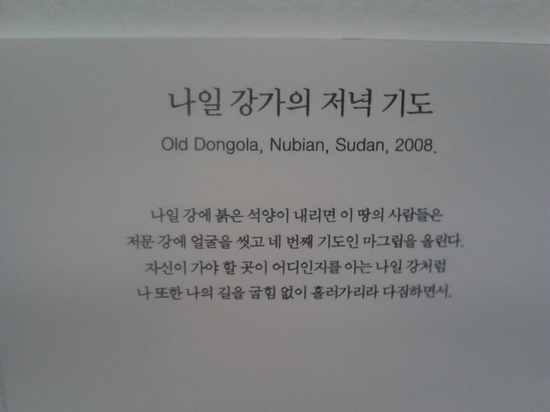 나일 강가의 저녁 기도
Old Dongola, Nubian, Sudan, 2008.
나일 강에 붉은 석양이 내리면 이 땅의 사람들은
저문 강에 얼굴을 씻고 네 번째 기도인 마그립을 올린다.
자신이 가야 할 곳이 어디인지를 아는 나일 강처럼
나 또한 나의 길을 굽힘 없이 흘러가리라 다짐하면서.